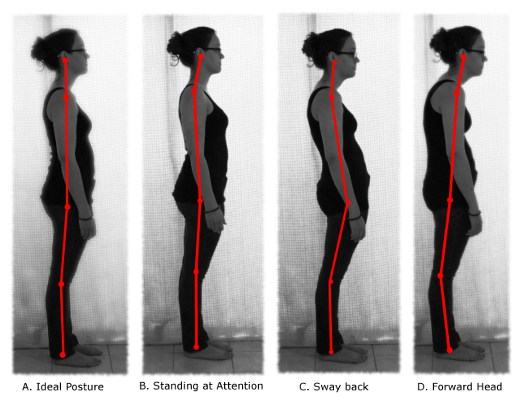 A. Ideal Posture
B. Standing at Attention
C. Sway back
D. Forward Head